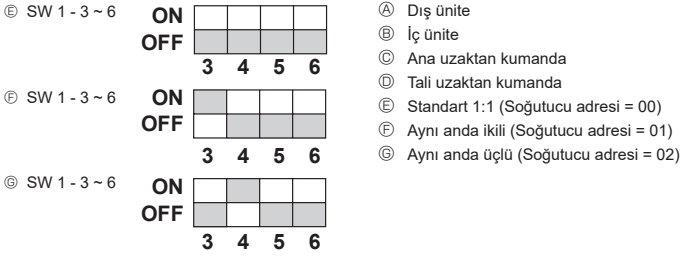 Ⓔ SW 1 - 3 ~ 6
ON
OFF
3 4 5 6
Ⓕ SW 1 - 3 ~ 6
ON
OFF
3 4 5 6
Ⓖ SW 1 - 3 ~ 6
ON
OFF
3 4 5 6
Ⓐ Dış ünite
Ⓑ İç ünite
Ⓒ Ana uzaktan kumanda
Ⓓ Tali uzaktan kumanda
Ⓔ Standart 1:1 (Soğutucu adresi = 00)
Ⓕ Aynı anda ikili (Soğutucu adresi = 01)
Ⓖ Aynı anda üçlü (Soğutucu adresi = 02)